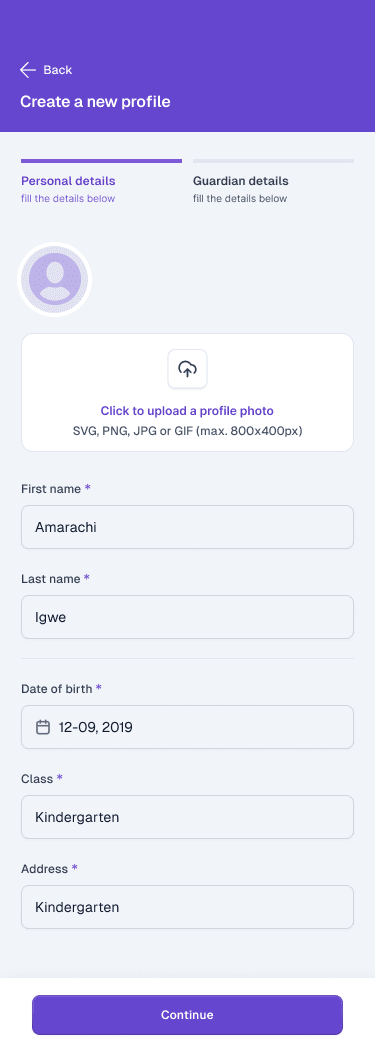 Back
Create a new profile
Personal details
fill the details below
Guardian details
fill the details below
Click to upload a profile photo
SVG, PNG, JPG or GIF (max. 800x400px)
First name *
Amarachi
Last name *
Igwe
Date of birth *
12-09, 2019
Class *
Kindergarten
Address *
Kindergarten
Continue